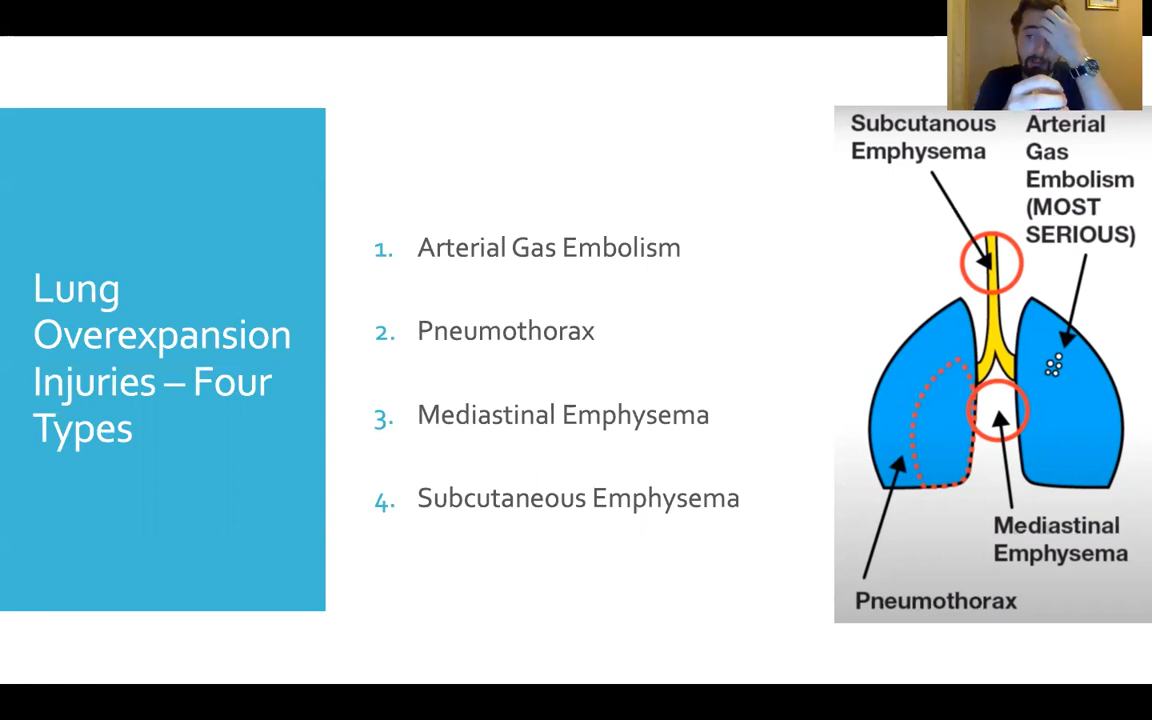 Lung
Overexpansion
Injuries – Four
Types
1. Arterial Gas Embolism
2. Pneumothorax
3. Mediastinal Emphysema
4. Subcutaneous Emphysema
Subcutanous
Emphysema
Arterial
Gas
Embolism
(MOST
SERIOUS)
Mediastinal
Emphysema
Pneumothorax